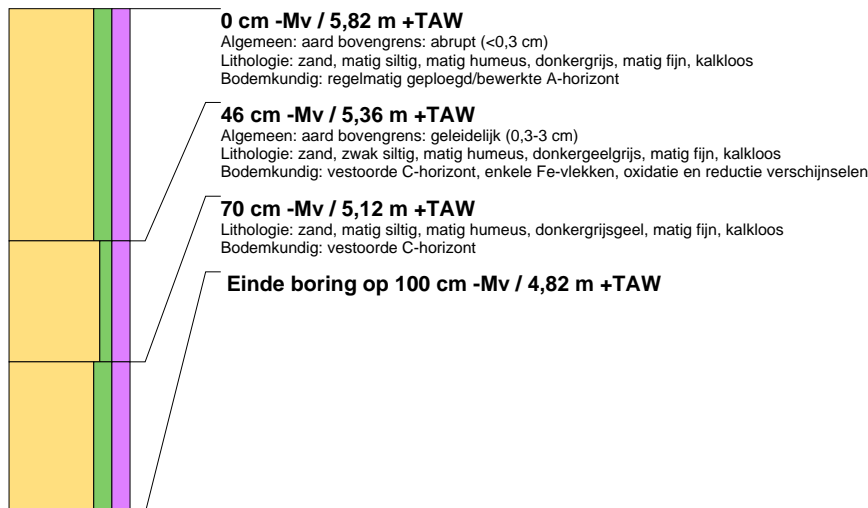 0 cm -Mv / 5,82 m +TAW
Algemeen: aard bovengrens: abrupt (<0,3 cm)
Lithologie: zand, matig siltig, matig humeus, donkergrijs, matig fijn, kalkloos
Bodemkundig: regelmatig geploegd/bewerkte A-horizont
46 cm -Mv / 5,36 m +TAW
Algemeen: aard bovengrens: geleidelijk (0,3-3 cm)
Lithologie: zand, zwak siltig, matig humeus, donkergeelgrijs, matig fijn, kalkloos
Bodemkundig: vestoorde C-horizont, enkele Fe-vlekken, oxidatie en reductie verschijnselen
70 cm -Mv / 5,12 m +TAW
Lithologie: zand, matig siltig, matig humeus, donkergrijsgeel, matig fijn, kalkloos
Bodemkundig: vestoorde C-horizont
Einde boring op 100 cm -Mv / 4,82 m +TAW